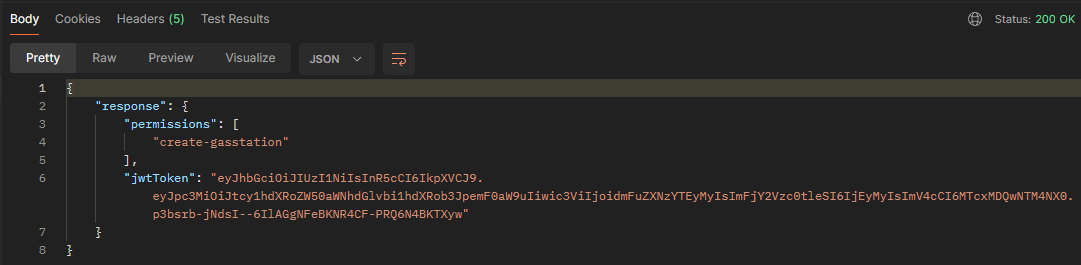 Body Cookies Headers (5) Test Results Status: 200 OK
Pretty Raw Preview Visualize JSON
1 {
2 "response": {
3 "permissions": [
4 "create-gasstation"
5 ],
6 "jwtToken": "eyJhbGciOiJIUzI1NiIsInR5cCI6IkpXVCJ9.
eyJpc3MiOiJtcy1hdXRoZW50aWNhdGlvbi1hdXRob3JpemF0aW9uIiwic3ViIjoidmFuZXNzYTEyMyIsImFjY2Vzc0tleSI6IjEyMyIsImV4cCI6MTcxMDQwNTM4NX0.
p3bsrb-jNdsI--6IlAGgNFeBKNR4CF-PRQ6N4BKTXyw"
7 }
8 }